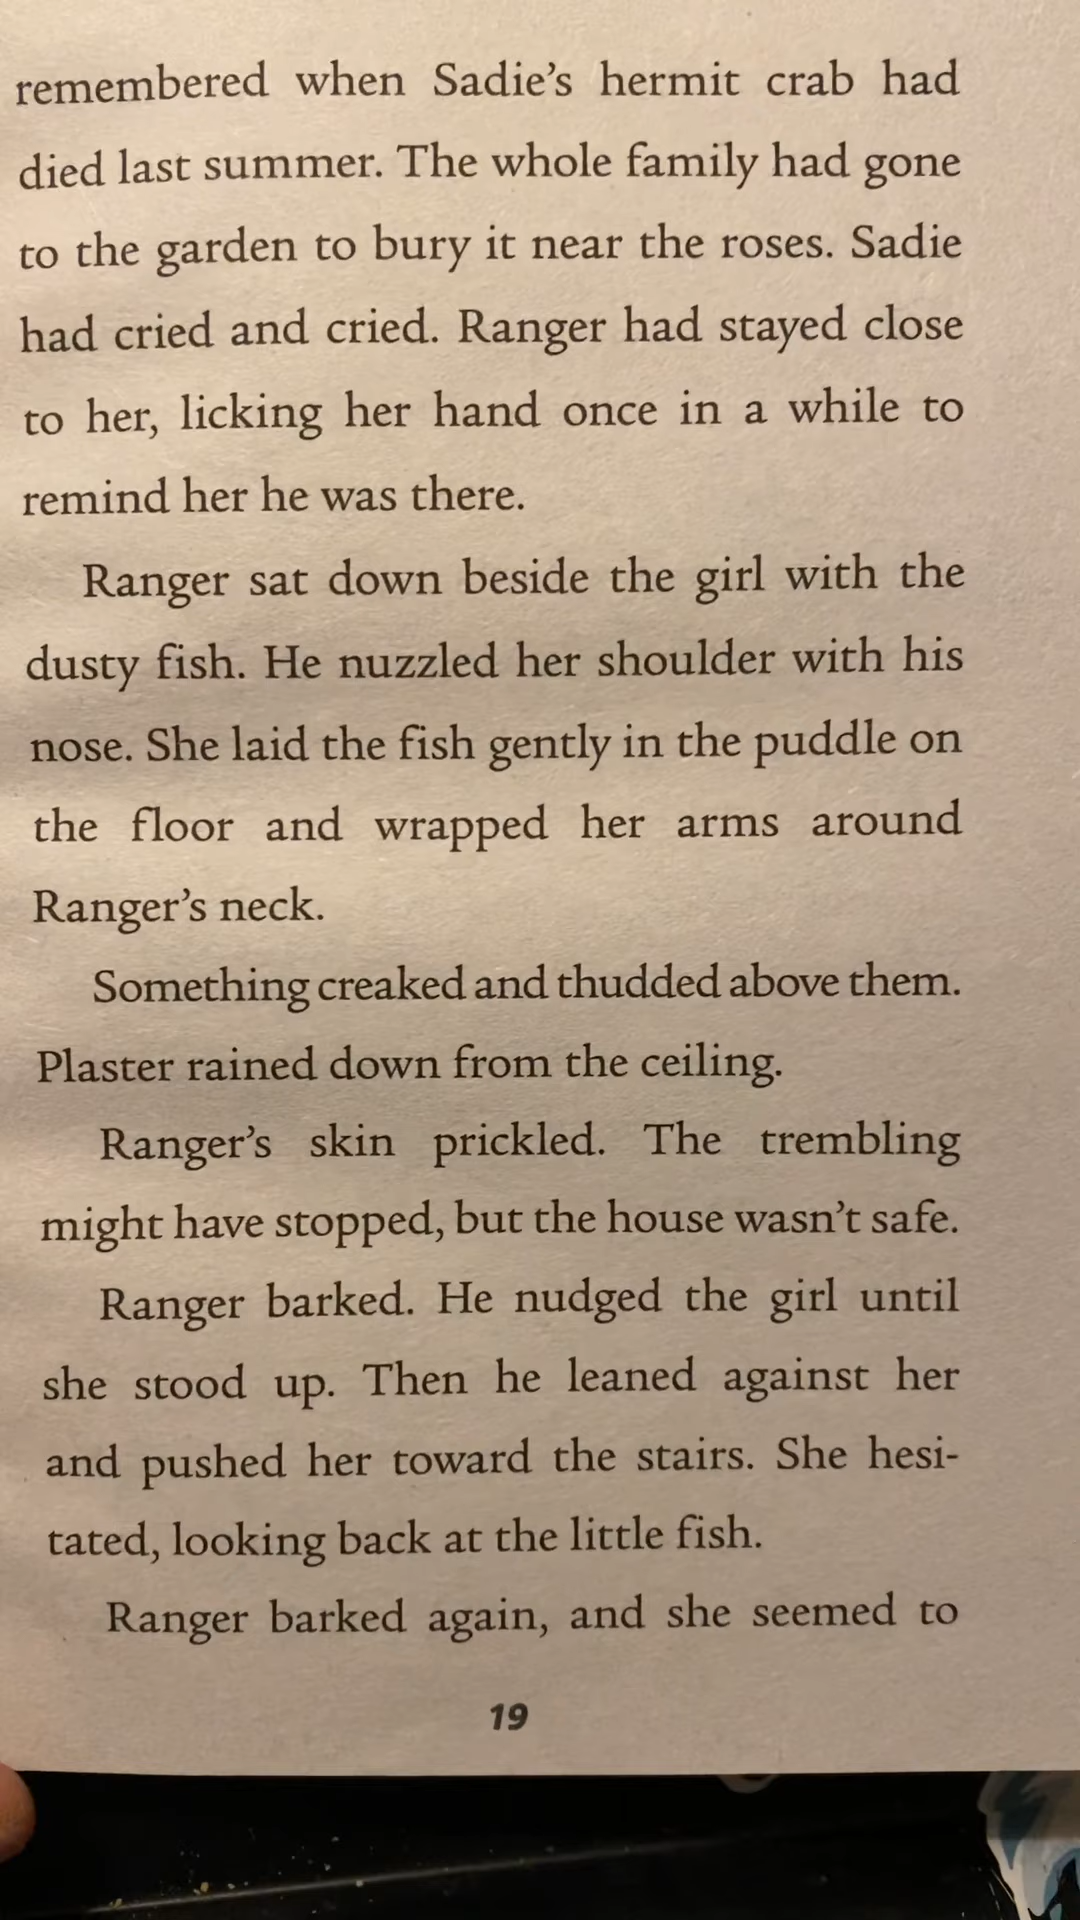 remembered when Sadie’s hermit crab had
died last summer. The whole family had gone
to the garden to bury it near the roses. Sadie
had cried and cried. Ranger had stayed close
to her, licking her hand once in a while to
remind her he was there.
Ranger sat down beside the girl with the
dusty fish. He nuzzled her shoulder with his
nose. She laid the fish gently in the puddle on
the floor and wrapped her arms around
Ranger’s neck.
Something creaked and thudded above them.
Plaster rained down from the ceiling.
Ranger’s skin prickled. The trembling
might have stopped, but the house wasn’t safe.
Ranger barked. He nudged the girl until
she stood up. Then he leaned against her
and pushed her toward the stairs. She hesi-
tated, looking back at the little fish.
Ranger barked again, and she seemed to
19